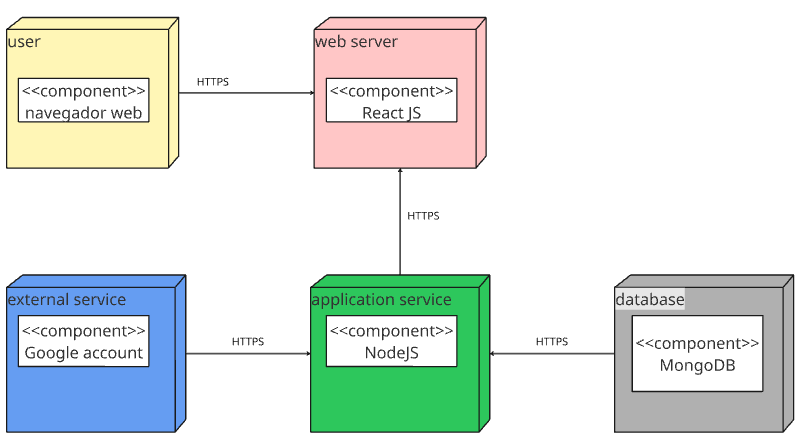 user
<<component>>
navegador web
HTTPS
web server
<<component>>
React JS
HTTPS
external service
<<component>>
Google account
HTTPS
application service
<<component>>
NodeJS
HTTPS
database
<<component>>
MongoDB